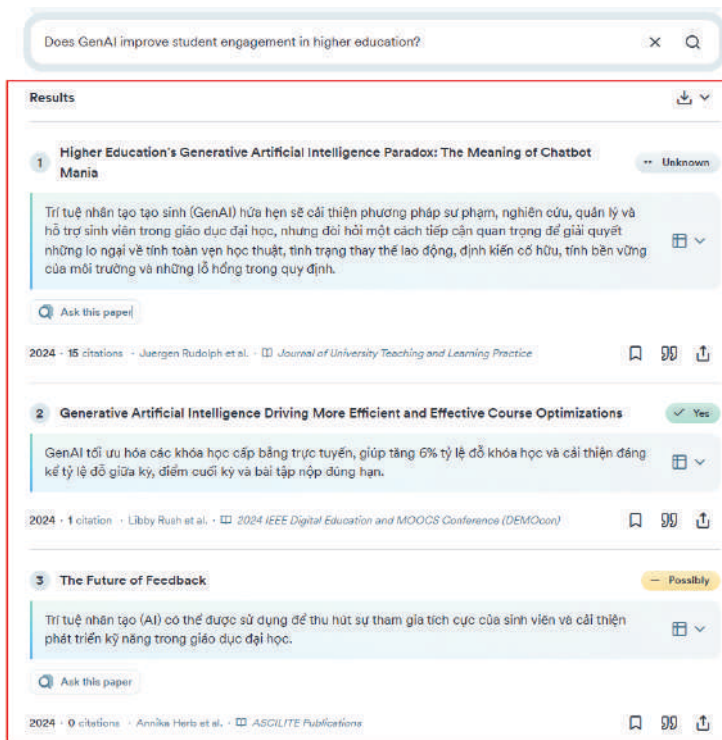 Does GenAI improve student engagement in higher education?
Results
1 Higher Education's Generative Artificial Intelligence Paradox: The Meaning of Chatbot
Mania
Unknown
Trí tuệ nhân tạo tạo sinh (GenAI) hứa hẹn sẽ cải thiện phương pháp sư phạm, nghiên cứu, quản lý và
hỗ trợ sinh viên trong giáo dục đại học, nhưng đòi hỏi một cách tiếp cận quan trọng để giải quyết
những lo ngại về tính toàn vẹn học thuật, tình trạng thay thế lao động, định kiến cố hữu, tính bền vững
của môi trường và những lỗ hổng trong quy định.
Ask this paper
2024 · 15 citations · Juergen Rudolph et al. · Journal of University Teaching and Learning Practice
2 Generative Artificial Intelligence Driving More Efficient and Effective Course Optimizations
Yes
GenAI tối ưu hóa các khóa học cấp bằng trực tuyến, giúp tăng 6% tỷ lệ đỗ khóa học và cải thiện đáng
kể tỷ lệ đỗ giữa kỳ, điểm cuối kỳ và bài tập nộp đúng hạn.
2024 · 1 citation · Libby Rush et al. · 2024 IEEE Digital Education and MOOCS Conference (DEMOcon)
3 The Future of Feedback
Possibly
Trí tuệ nhân tạo (AI) có thể được sử dụng để thu hút sự tham gia tích cực của sinh viên và cải thiện
phát triển kỹ năng trong giáo dục đại học.
Ask this paper
2024 · 0 citations · Annika Herb et al. · ASCILITE Publications